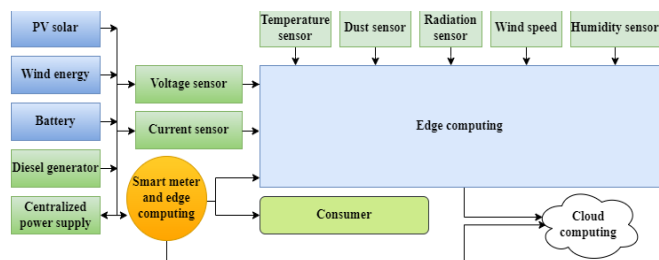 PV solar
Wind energy
Battery
Diesel generator
Centralized
power supply
Voltage sensor
Current sensor
Smart meter
and edge
computing
Temperature
sensor
Dust sensor
Radiation
sensor
Wind speed
Humidity sensor
Edge computing
Consumer
Cloud
computing